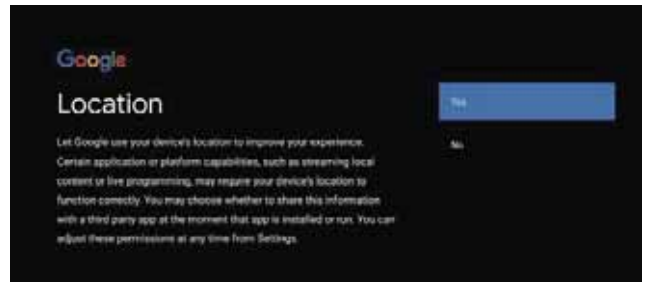 Google
Location
Let Google use your device's location to improve your experience.
Certain application or platform capabilities, such as streaming local
content or live programming, may require your device's location to
function correctly. You may choose whether to share this information
with a third party app at the moment that app is installed or run. You can
adjust these permissions at any time from Settings.
Yes
No